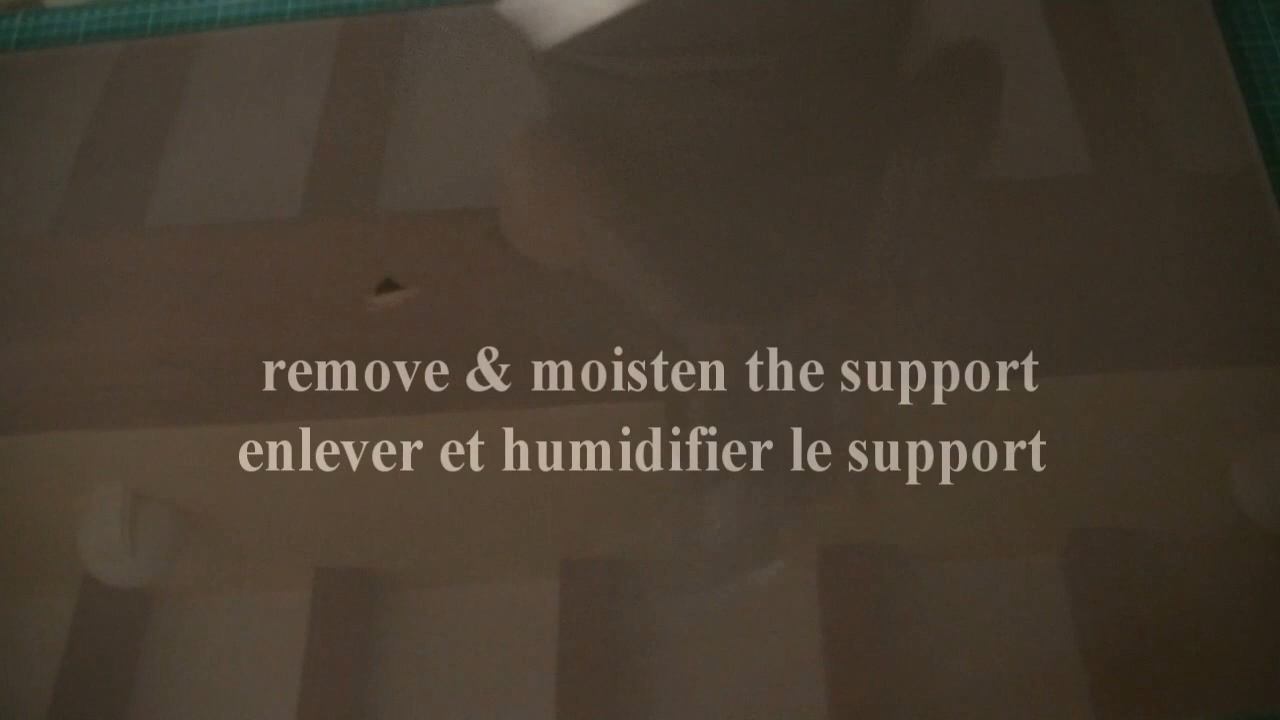 remove & moisten the support
enlever et humidifier le support